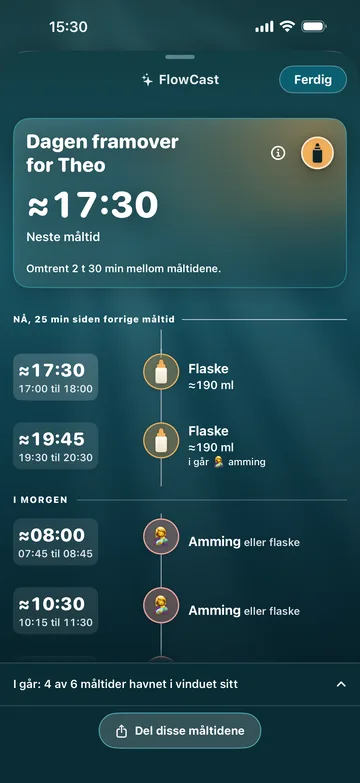 15:30
FlowCast
Ferdig
Dagen framover
for Theo
≈17:30
Neste måltid
Omtrent 2 t 30 min mellom måltidene.
NÅ, 25 min siden forrige måltid
≈17:30
17:00 til 18:00
Flaske
≈190 ml
≈19:45
19:30 til 20:30
Flaske
≈190 ml
i går 🤱 amming
I MORGEN
≈08:00
07:45 til 08:45
Amming eller flaske
≈10:30
10:15 til 11:30
Amming eller flaske
I går: 4 av 6 måltider havnet i vinduet sitt
Del disse måltidene